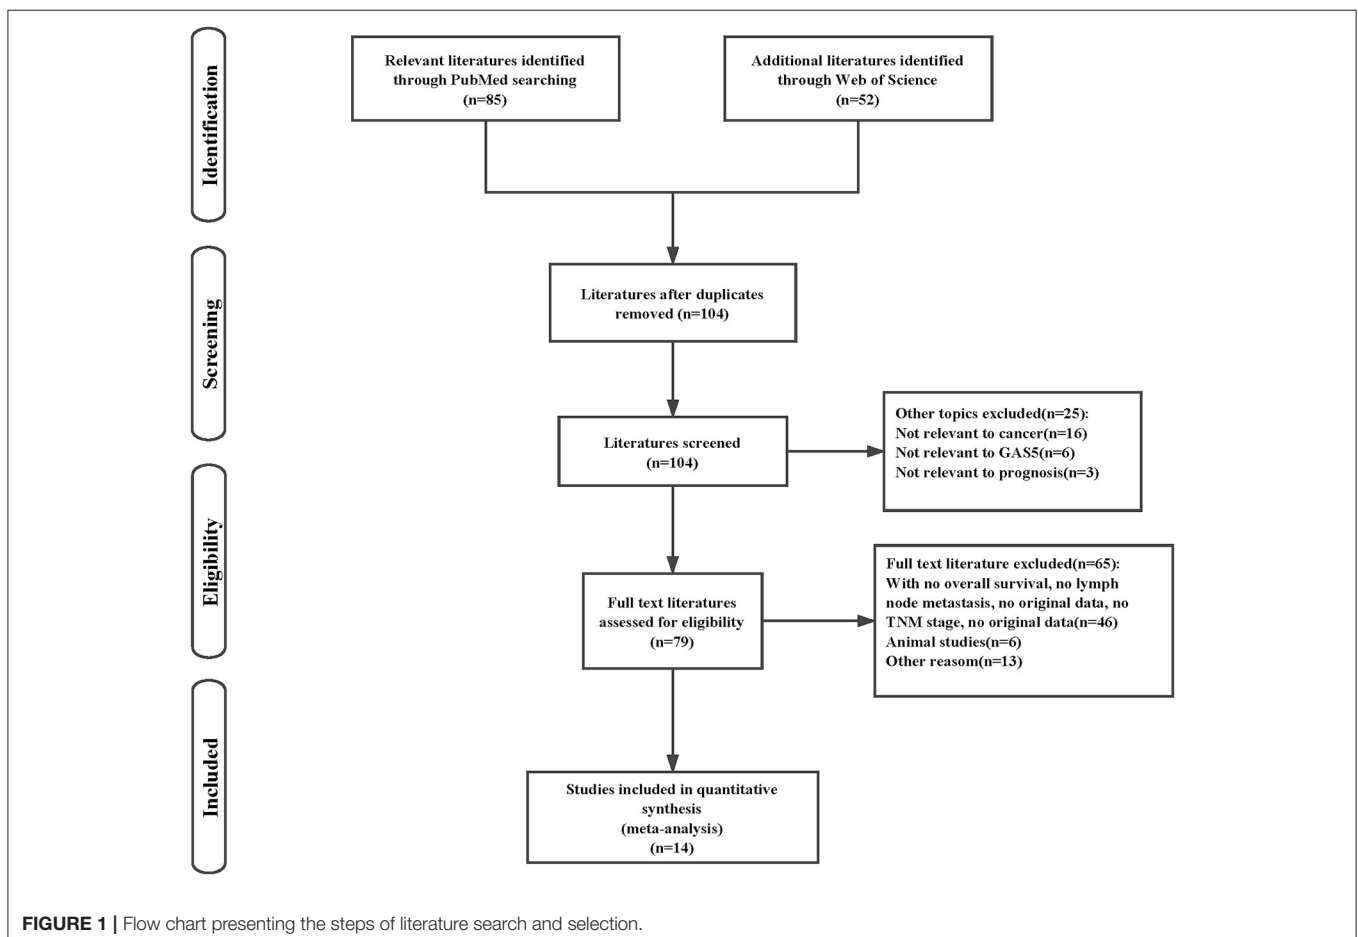 Identification
Relevant literatures identified
through PubMed searching
(n=85)
Additional literatures identified
through Web of Science
(n=52)
Screening
Literatures after duplicates
removed (n=104)
Literatures screened
(n=104)
Other topics excluded(n=25):
Not relevant to cancer(n=16)
Not relevant to GAS5(n=6)
Not relevant to prognosis(n=3)
Eligibility
Full text literatures
assessed for eligibility
(n=79)
Full text literature excluded(n=65):
With no overall survival, no lymph
node metastasis, no original data, no
TNM stage, no original data(n=46)
Animal studies(n=6)
Other reasom(n=13)
Included
Studies included in quantitative
synthesis
(meta-analysis)
(n=14)
FIGURE 1 | Flow chart presenting the steps of literature search and selection.